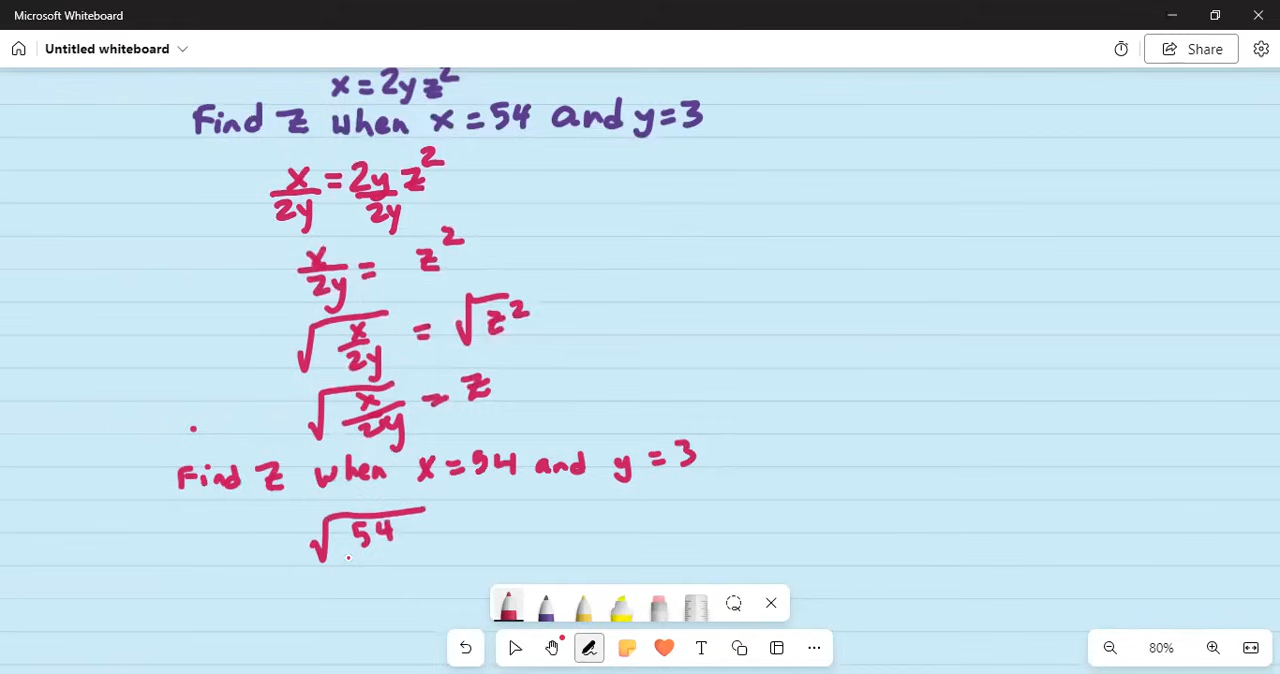 Microsoft Whiteboard
Untitled whiteboard
Share
x = 2yz²
Find z when x = 54 and y = 3
x/2y = 2yz²/2y
x/2y = z²
√(x/2y) = √z²
√(x/2y) = z
Find z when x = 54 and y = 3
√54
T
80%